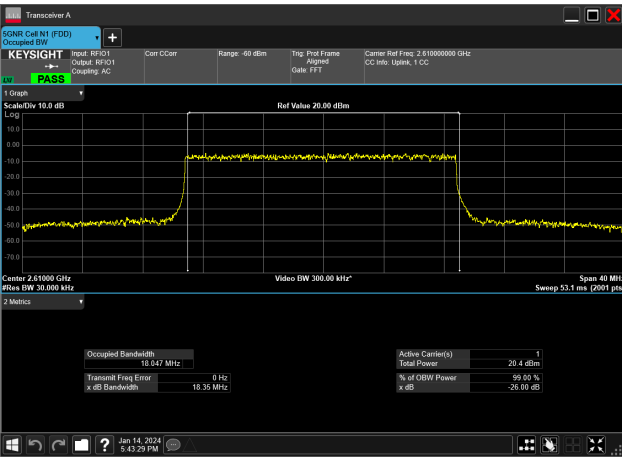 Transceiver A
5GNR Cell N1 (FDD)
Occupied BW
KEYSIGHT
LXI
PASS
Input: RFIO1
Output: RFIO1
Coupling: AC
Corr CCorr
Range: -60 dBm
Trig: Prot Frame
Aligned
Gate: FFT
Carrier Ref Freq: 2.610000000 GHz
CC Info: Uplink, 1 CC
1 Graph
Scale/Div 10.0 dB
Ref Value 20.00 dBm
Log
10.0
0.00
-10.0
-20.0
-30.0
-40.0
-50.0
-60.0
-70.0
Center 2.61000 GHz
Video BW 300.00 kHz*
Span 40 MHz
#Res BW 30.000 kHz
Sweep 53.1 ms (2001 pts
2 Metrics
Occupied Bandwidth
18.047 MHz
Transmit Freq Error 0 Hz
x dB Bandwidth 18.35 MHz
Active Carrier(s) 1
Total Power 20.4 dBm
% of OBW Power 99.00 %
x dB -26.00 dB
Jan 14, 2024
5:43:29 PM